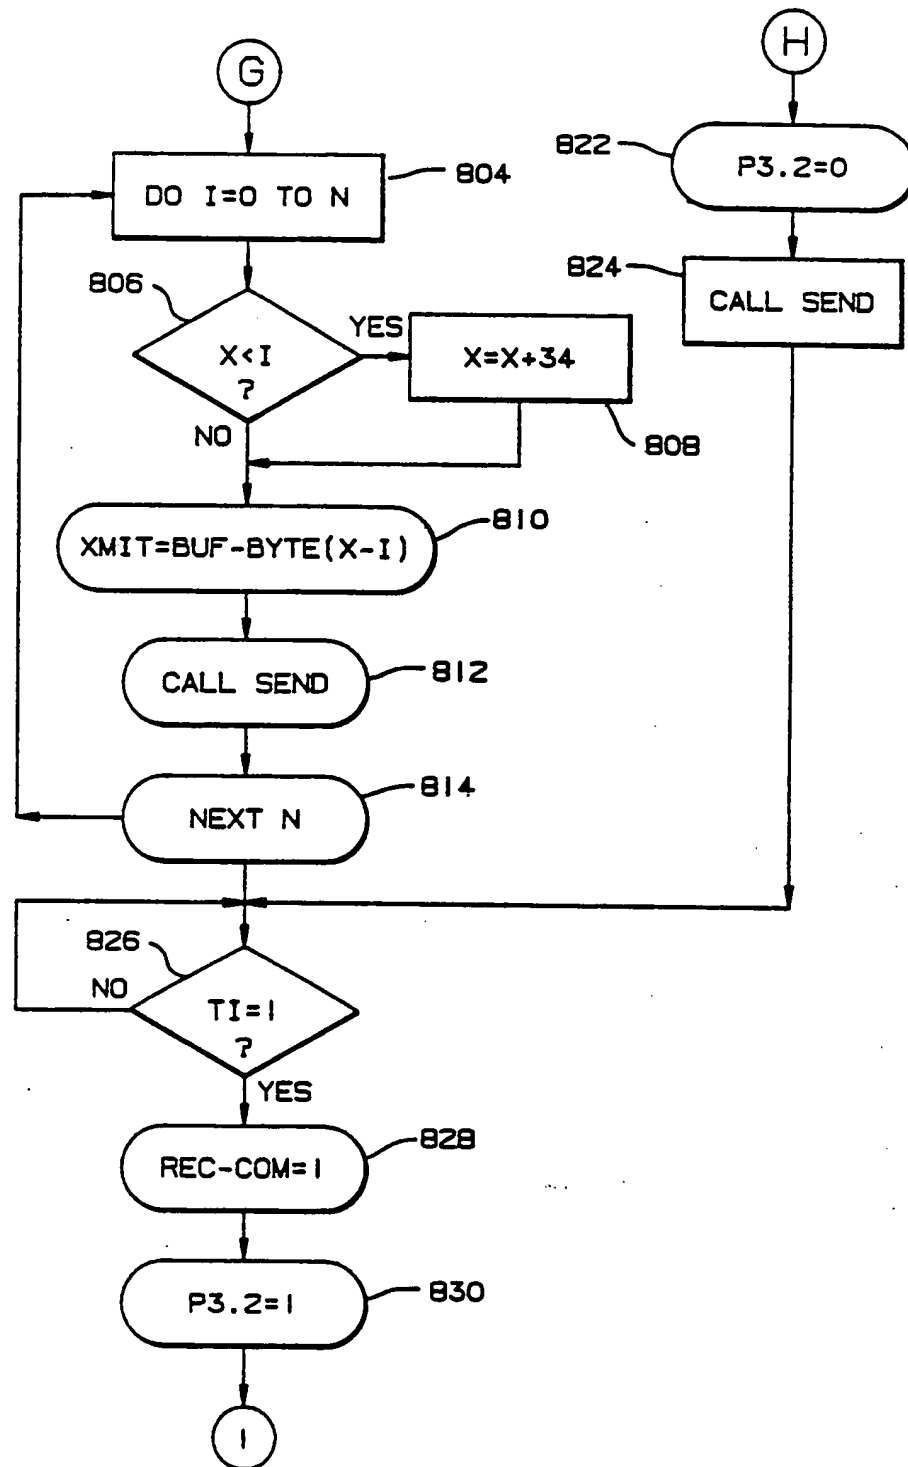 G
H
DO I=0 TO N
804
822
P3.2=0
806
X<I
?
YES
X=X+34
808
824
CALL SEND
NO
XMIT=BUF-BYTE(X-I)
810
CALL SEND
812
NEXT N
814
826
NO
TI=1
?
YES
REC-COM=1
828
P3.2=1
830
I